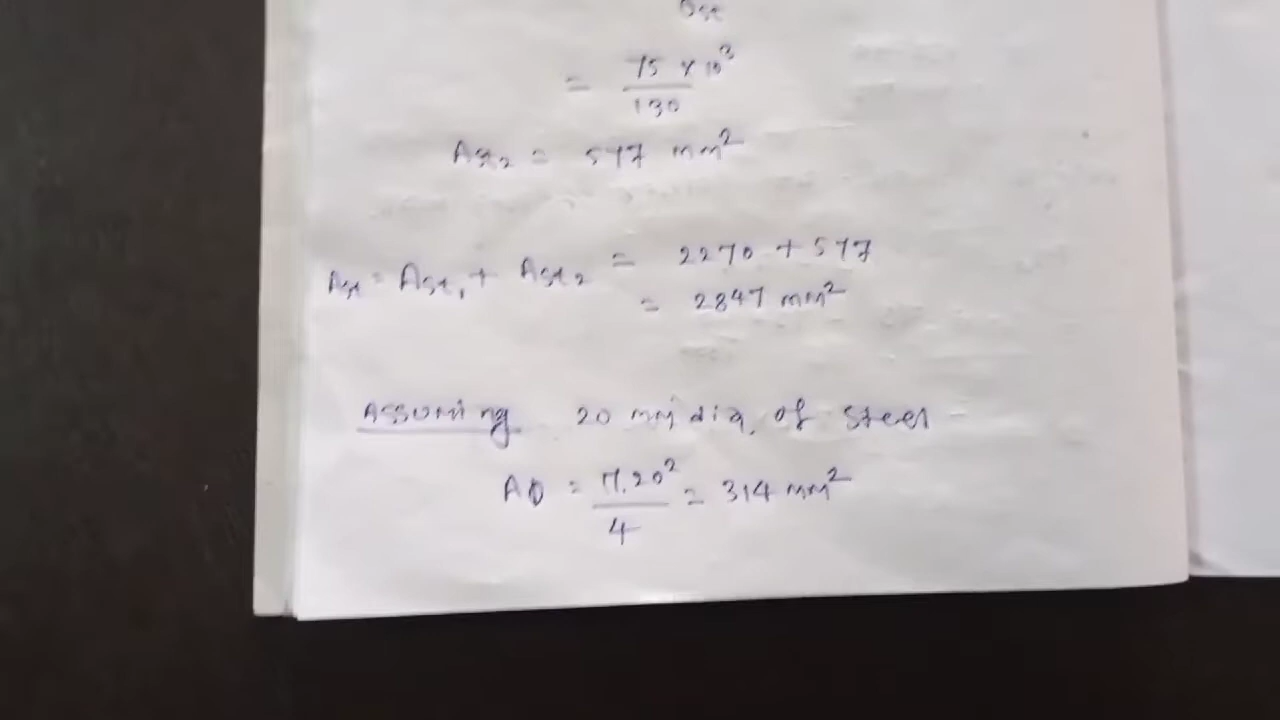 σst
= 75 × 10³ / 130
Ast₂ = 577 mm²
Ast = Ast₁ + Ast₂ = 2270 + 577
= 2847 mm²
Assuming 20 mm dia, of steel
AΦ = π.20² / 4 = 314 mm²